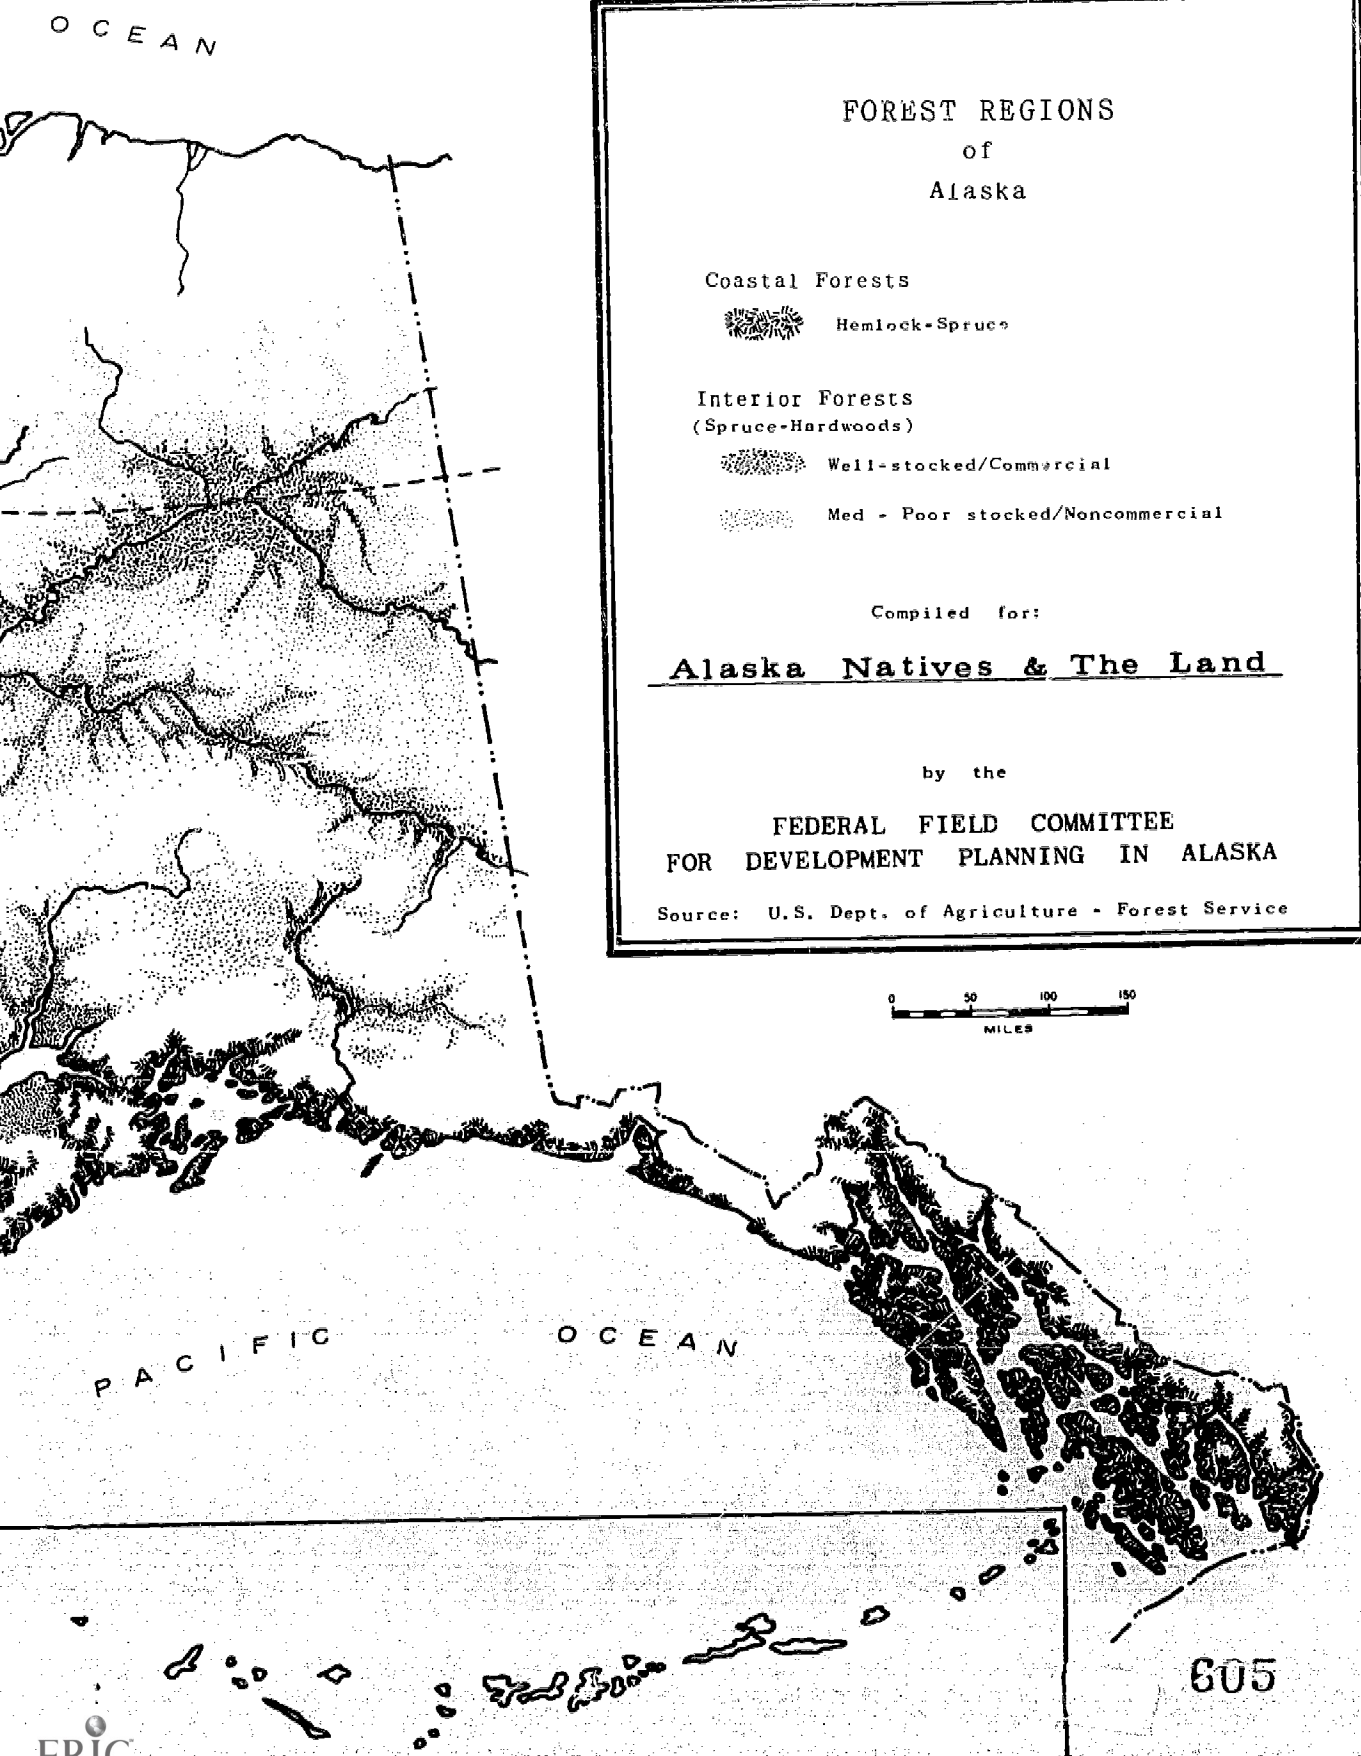 OCEAN
FOREST REGIONS
of
Alaska
Coastal Forests
Hemlock-Spruce
Interior Forests
(Spruce-Hardwoods)
Well-stocked/Commercial
Med - Poor stocked/Noncommercial
Compiled for:
Alaska Natives & The Land
by the
FEDERAL FIELD COMMITTEE
FOR DEVELOPMENT PLANNING IN ALASKA
Source: U.S. Dept. of Agriculture - Forest Service
0 50 100 150
MILES
PACIFIC OCEAN
605
ERIC